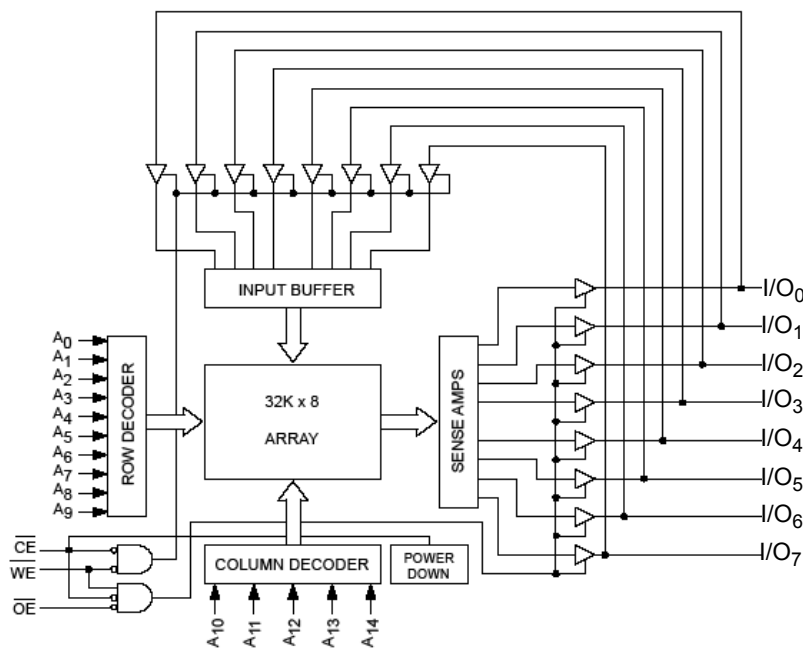 INPUT BUFFER
I/O0
I/O1
I/O2
I/O3
I/O4
I/O5
I/O6
I/O7
A0
A1
A2
A3
A4
A5
A6
A7
A8
A9
ROW DECODER
32K x 8
ARRAY
SENSE AMPS
CE
WE
OE
COLUMN DECODER
POWER
DOWN
A10
A11
A12
A13
A14